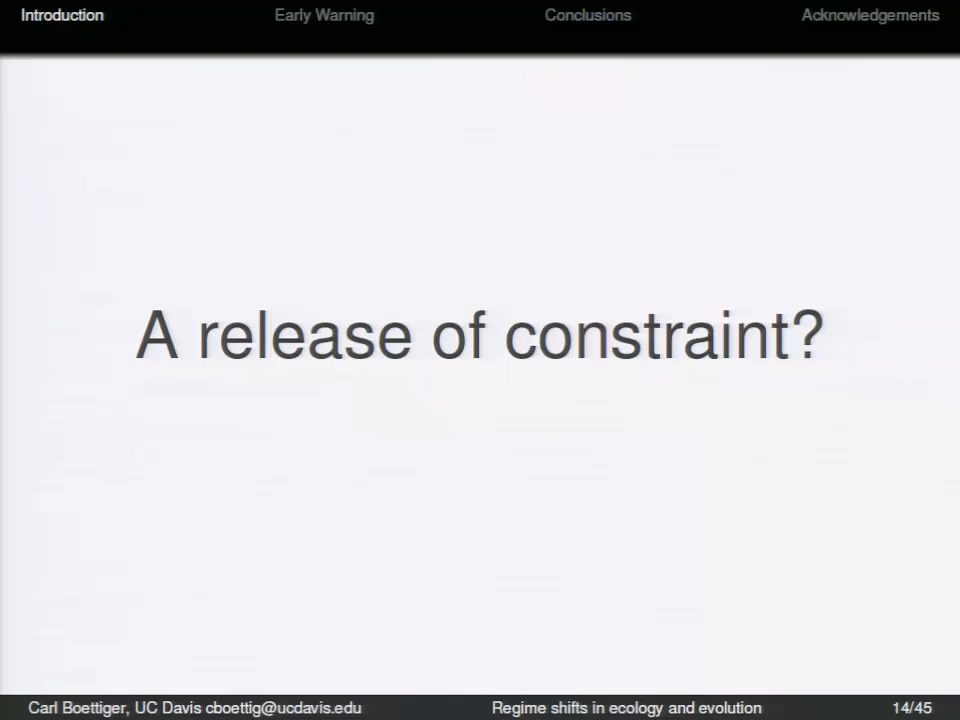 Introduction Early Warning Conclusions Acknowledgements
A release of constraint?
Carl Boettiger, UC Davis cboettig@ucdavis.edu Regime shifts in ecology and evolution 14/45